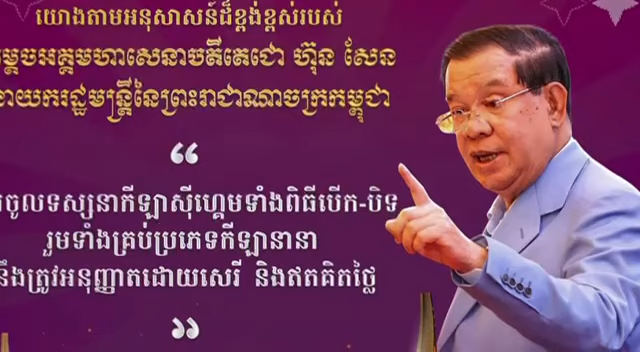 យោងតាមអនុសាសន៍ដ៏ខ្ពង់ខ្ពស់របស់
ម្តេចអគ្គមហាសេនាបតីតេជោ ហ៊ុន សែន
ាយករដ្ឋមន្ត្រីនៃព្រះរាជាណាចក្រកម្ពុជា
“
រចូលទស្សនាកីឡាស៊ីហ្គេមទាំងពិធីបើក-បិទ
រួមទាំងគ្រប់ប្រភេទកីឡានានា
នឹងត្រូវអនុញ្ញាតដោយសេរី និងឥតគិតថ្លៃ
”